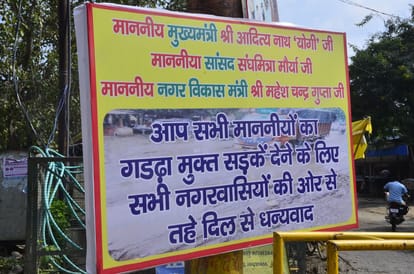 माननीय मुख्यमंत्री श्री आदित्य नाथ 'योगी' जी
माननीया सांसद संघमित्रा मौर्या जी
माननीय नगर विकास मंत्री श्री महेश चन्द्र गुप्ता जी
आप सभी माननीयों का
गडढ़ा मुक्त सड़कें देने के लिए
सभी नगरवासियों की ओर से
तहे दिल से धन्यवाद